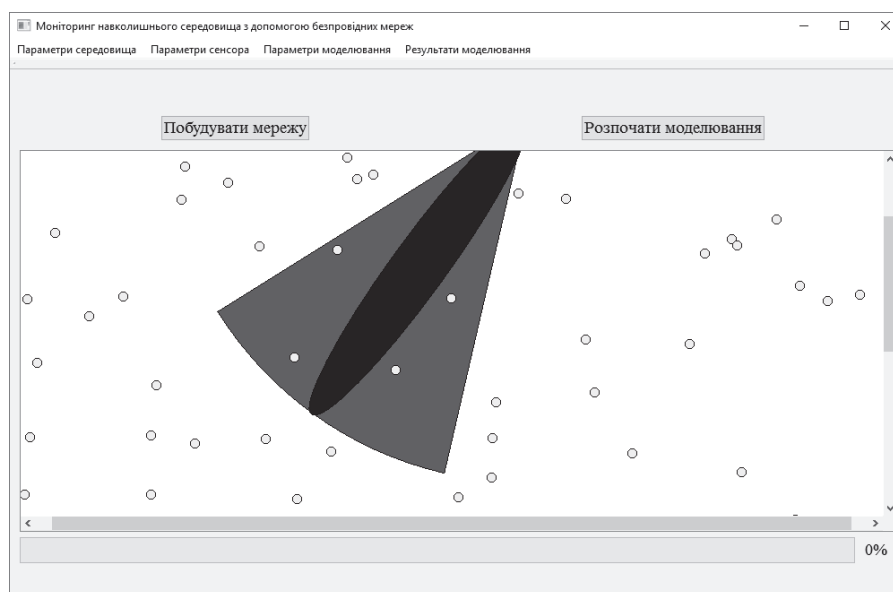 Моніторинг навколишнього середовища з допомогою безпровідних мереж
Параметри середовища Параметри сенсора Параметри моделювання Результати моделювання
Побудувати мережу Розпочати моделювання
0%